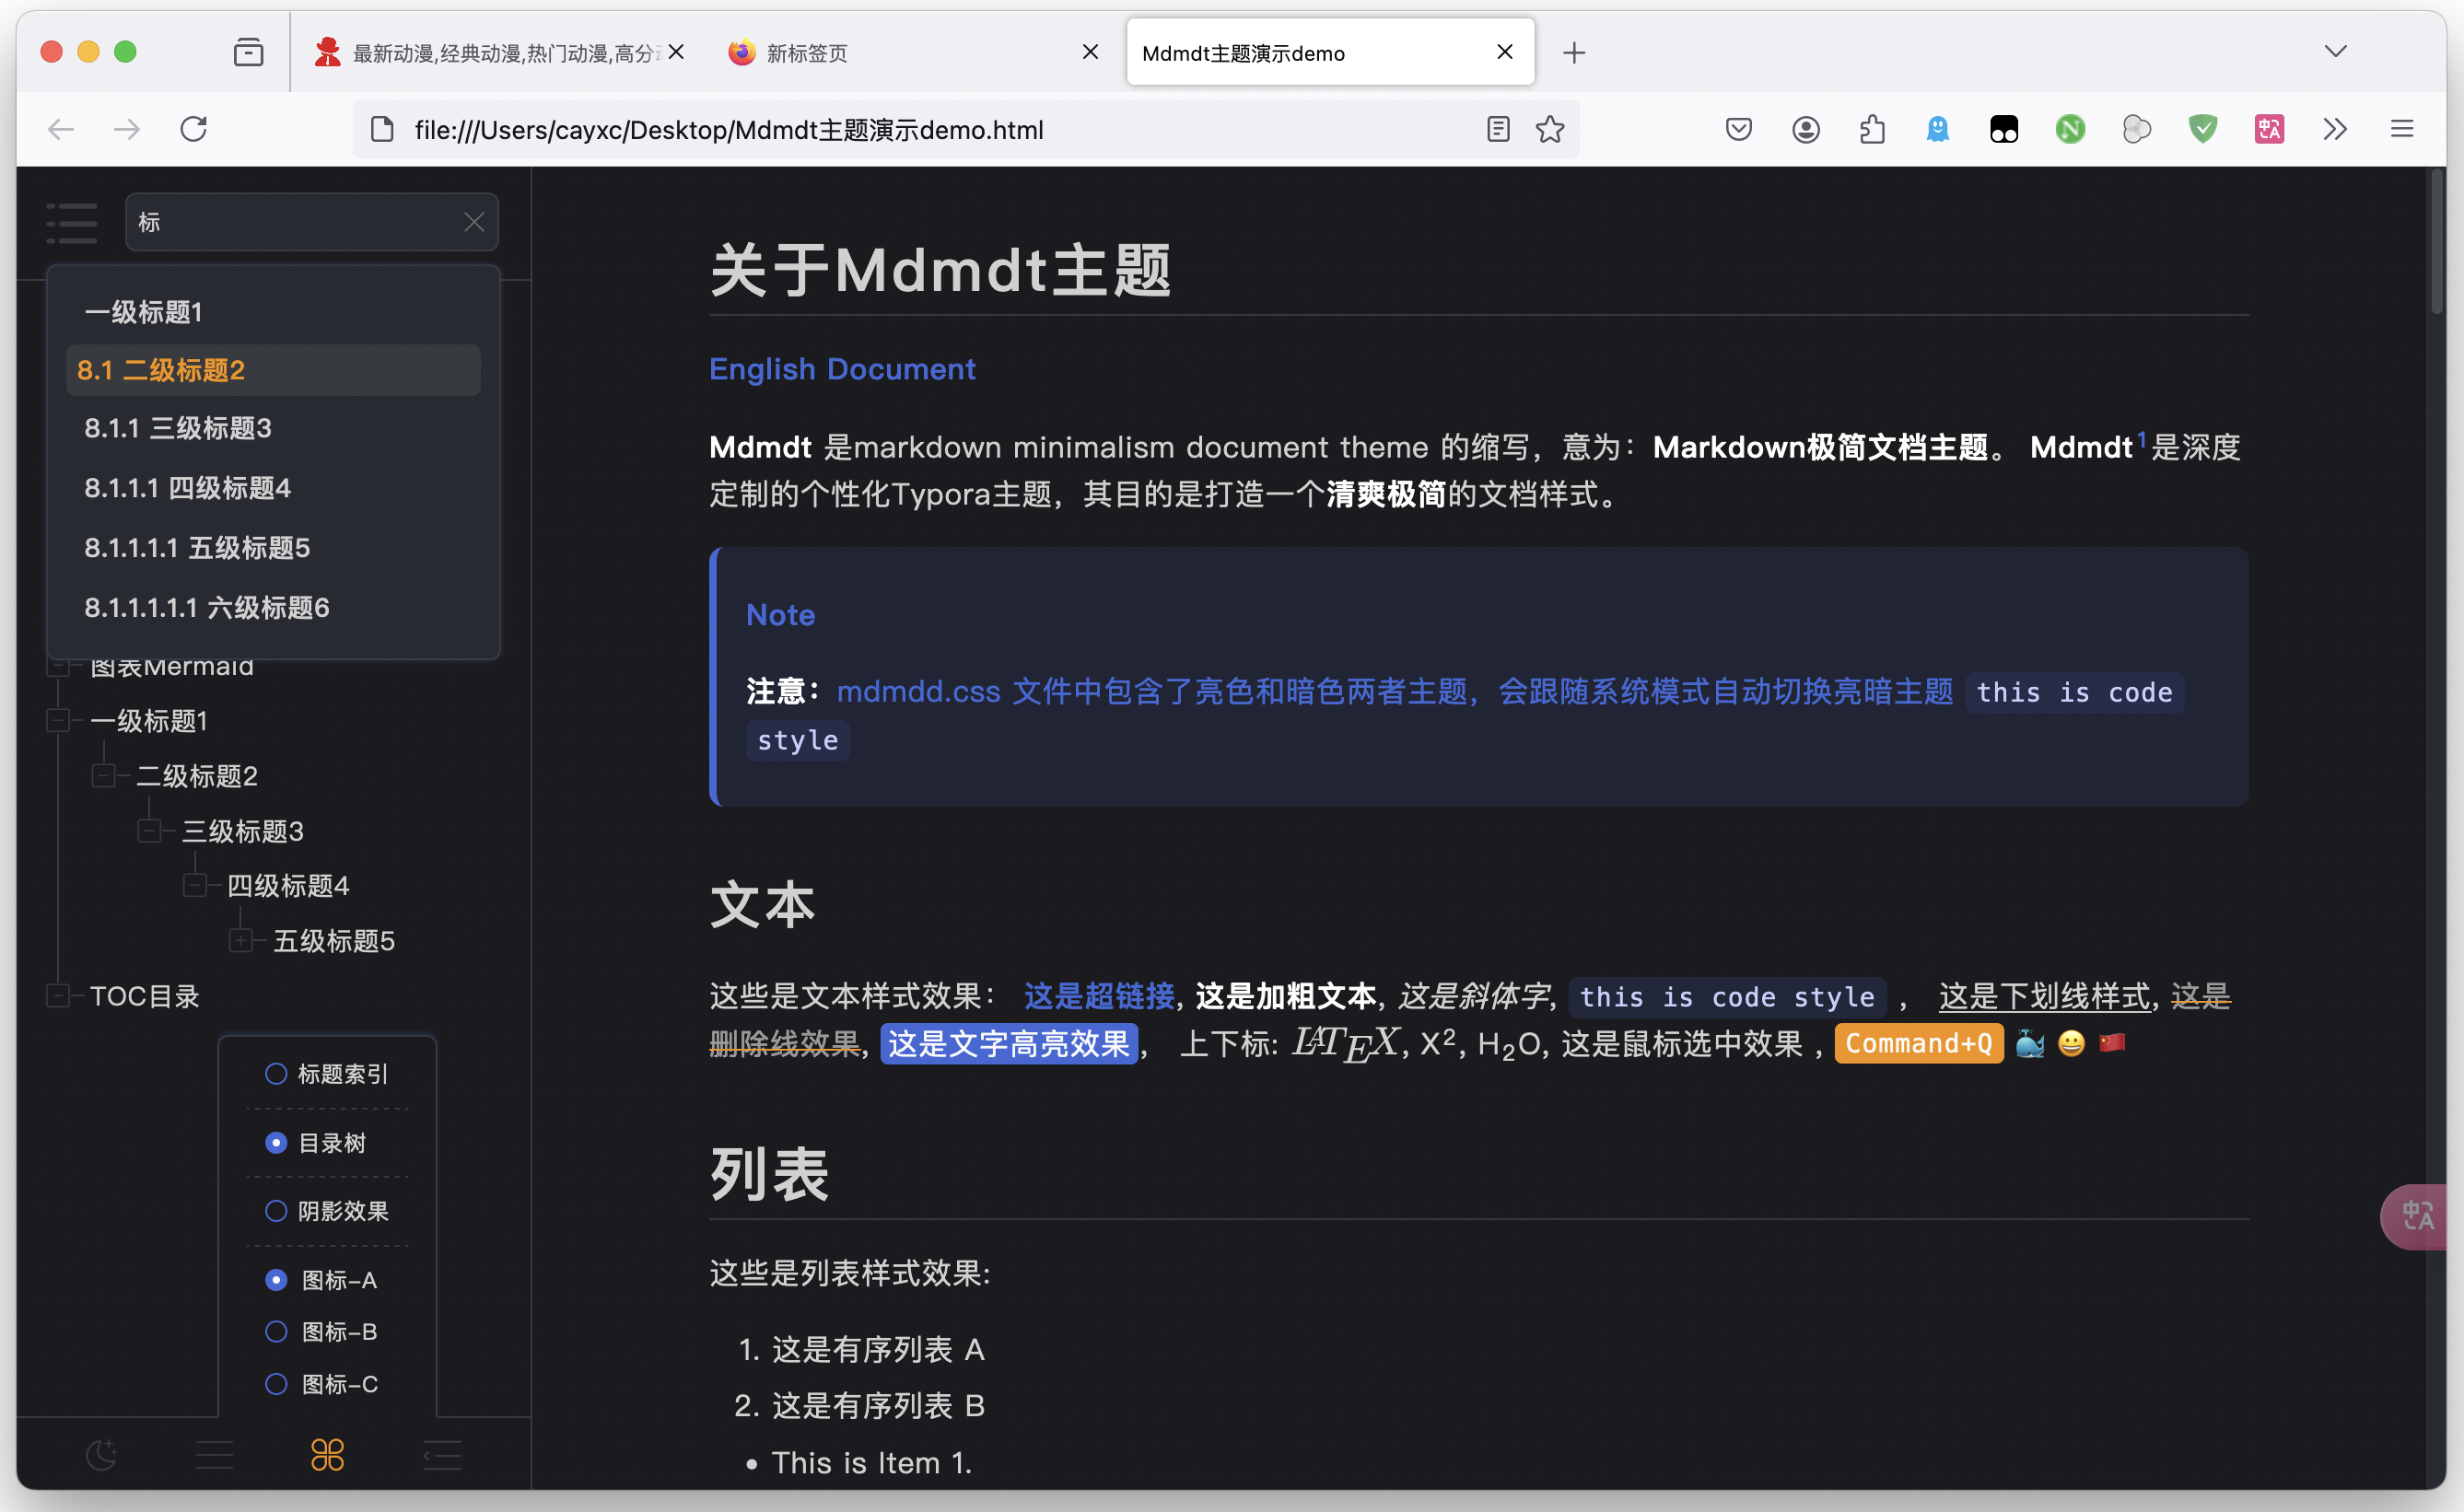 最新动漫,经典动漫,热门动漫,高分
新标签页
Mdmdt主题演示demo
file:///Users/cayxc/Desktop/Mdmdt主题演示demo.html
标
一级标题1
8.1 二级标题2
8.1.1 三级标题3
8.1.1.1 四级标题4
8.1.1.1.1 五级标题5
8.1.1.1.1.1 六级标题6
图表Mermaid
一级标题1
二级标题2
三级标题3
四级标题4
五级标题5
TOC目录
标题索引
目录树
阴影效果
图标-A
图标-B
图标-C
关于Mdmdt主题
English Document
Mdmdt 是markdown minimalism document theme 的缩写，意为：Markdown极简文档主题。 Mdmdt1是深度
定制的个性化Typora主题，其目的是打造一个清爽极简的文档样式。
Note
注意：mdmdd.css 文件中包含了亮色和暗色两者主题，会跟随系统模式自动切换亮暗主题 this is code
style
文本
这些是文本样式效果： 这是超链接, 这是加粗文本, 这是斜体字, this is code style ， 这是下划线样式, 这是
删除线效果, 这是文字高亮效果， 上下标: LATEX, X², H₂O, 这是鼠标选中效果 , Command+Q 🐳 😀 🇨🇳
列表
这些是列表样式效果:
1. 这是有序列表 A
2. 这是有序列表 B
• This is Item 1.
中A